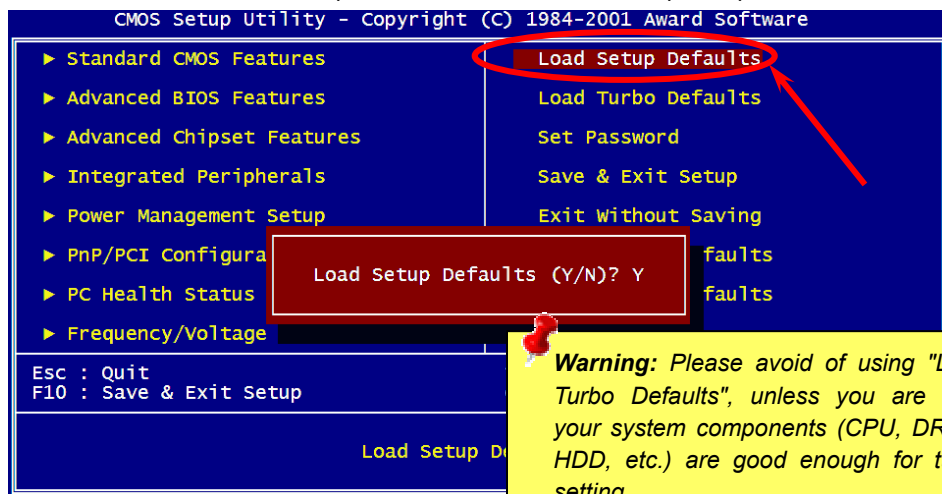 CMOS Setup Utility - Copyright (C) 1984-2001 Award Software
► Standard CMOS Features
► Advanced BIOS Features
► Advanced Chipset Features
► Integrated Peripherals
► Power Management Setup
► PnP/PCI Configura
► PC Health Status
► Frequency/Voltage
Load Setup Defaults
Load Turbo Defaults
Set Password
Save & Exit Setup
Exit Without Saving
faults
faults
Load Setup Defaults (Y/N)? Y
Esc : Quit
F10 : Save & Exit Setup
Load Setup D
Warning: Please avoid of using "L
Turbo Defaults", unless you are
your system components (CPU, DR
HDD, etc.) are good enough for t
setting